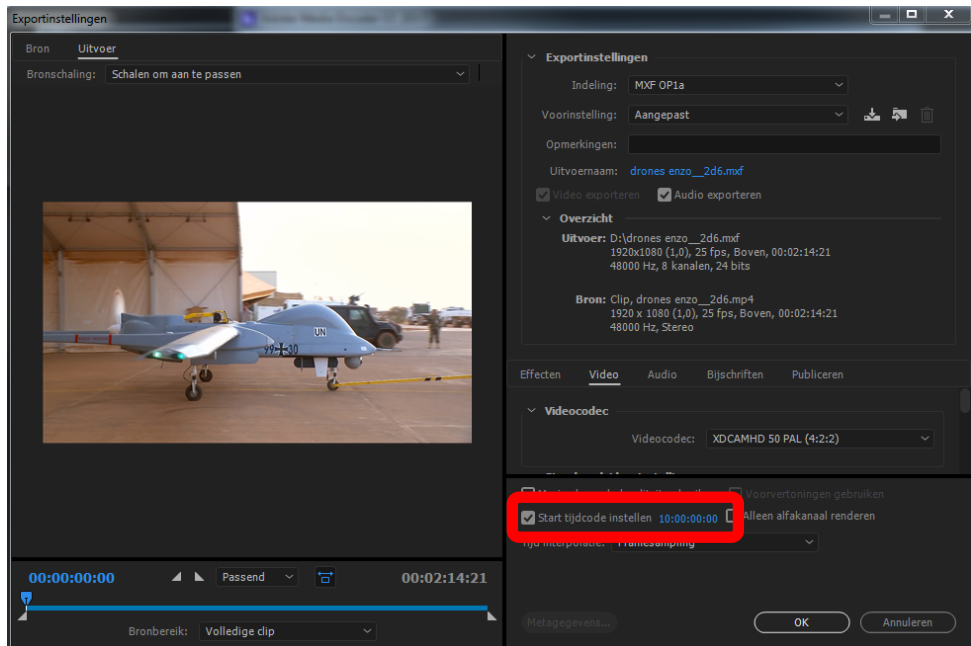 Exportinstellingen
Bron Uitvoer
Bronschaling: Schalen om aan te passen
Exportinstellingen
Indeling: MXF OP1a
Voorinstelling: Aangepast
Opmerkingen:
Uitvoernaam: drones enzo__2d6.mxf
Video exporteren Audio exporteren
Overzicht
Uitvoer: D:\drones enzo__2d6.mxf
1920x1080 (1,0), 25 fps, Boven, 00:02:14:21
48000 Hz, 8 kanalen, 24 bits
Bron: Clip, drones enzo__2d6.mp4
1920 x 1080 (1,0), 25 fps, Boven, 00:02:14:21
48000 Hz, Stereo
UN
99 30
Effecten Video Audio Bijschriften Publiceren
Videocodec
Videocodec: XDCAMHD 50 PAL (4:2:2)
Voorvertoningen gebruiken
Start tijdcode instellen 10:00:00:00 Alleen alfakanaal renderen
Tijd interpolatie: Framesampling
00:00:00:00 Passend 00:02:14:21
Bronbereik: Volledige clip
Metagegevens... OK Annuleren